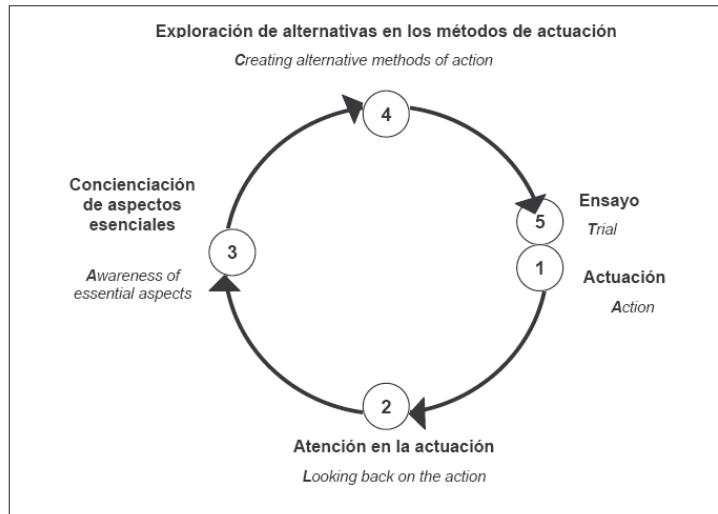 Exploración de alternativas en los métodos de actuación
Creating alternative methods of action
4
Concienciación
de aspectos
esenciales
3
Awareness of
essential aspects
5
Ensayo
Trial
1
Actuación
Action
2
Atención en la actuación
Looking back on the action